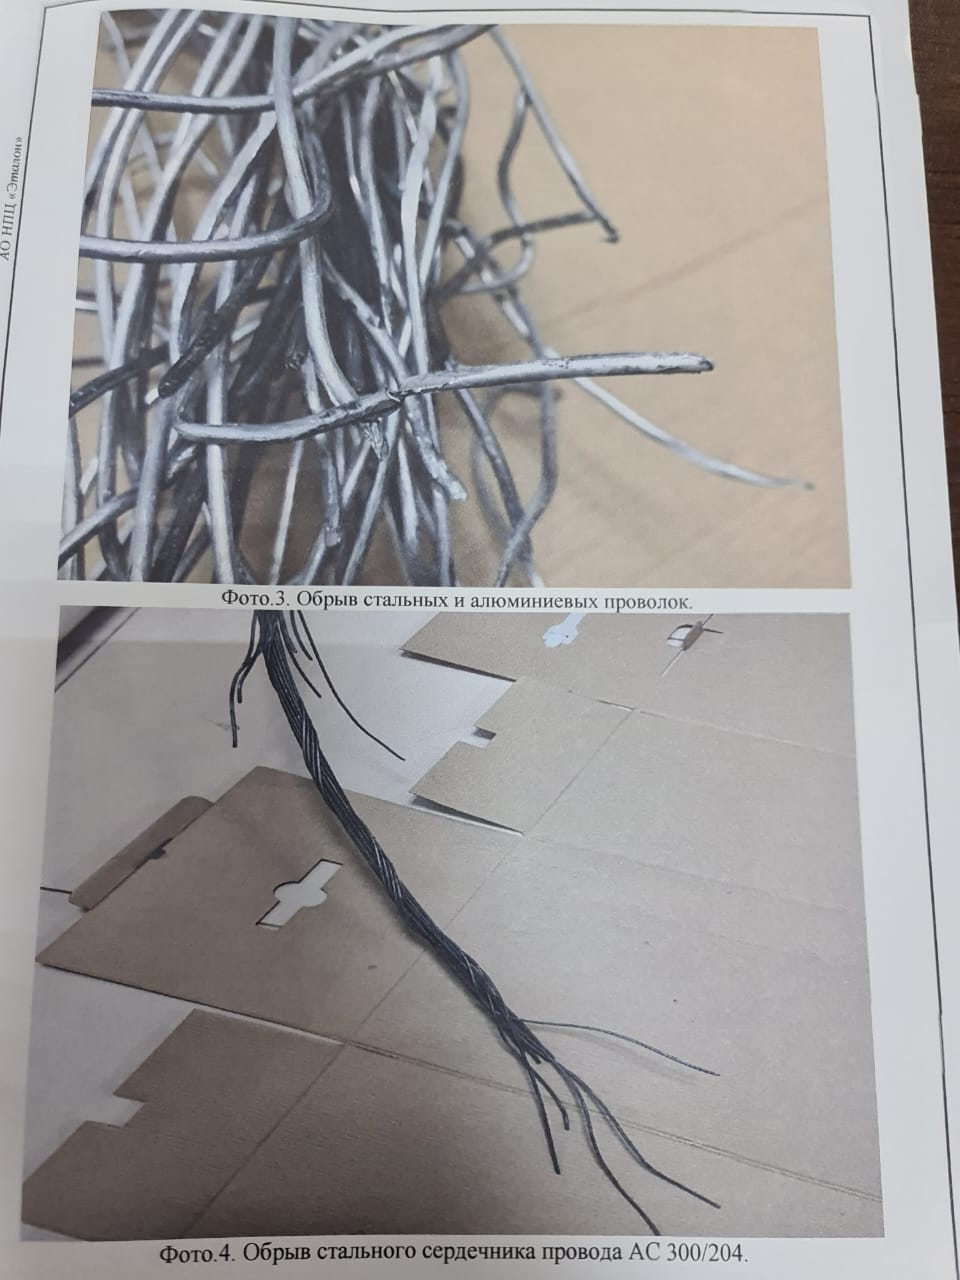 АО НПЦ «Эталон»
Фото.3. Обрыв стальных и алюминиевых проволок.
Фото.4. Обрыв стального сердечника провода АС 300/204.